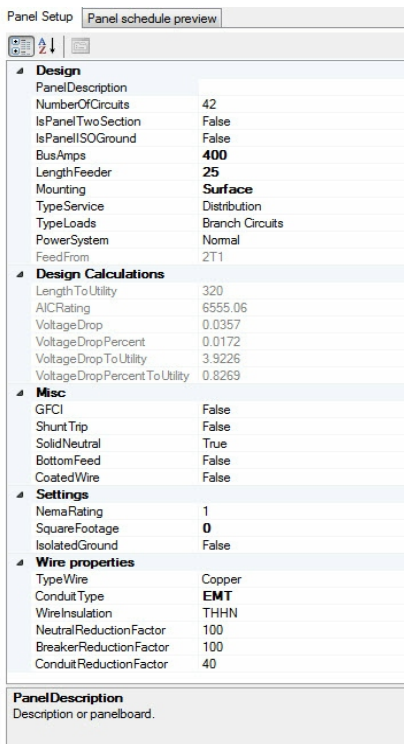 Panel Setup Panel schedule preview
Design
PanelDescription
NumberOfCircuits 42
IsPanelTwoSection False
IsPanelISOGround False
BusAmps 400
LengthFeeder 25
Mounting Surface
TypeService Distribution
TypeLoads Branch Circuits
PowerSystem Normal
FeedFrom 2T1
Design Calculations
LengthToUtility 320
AICRating 6555.06
VoltageDrop 0.0357
VoltageDropPercent 0.0172
VoltageDropToUtility 3.9226
VoltageDropPercentToUtility 0.8269
Misc
GFCI False
ShuntTrip False
SolidNeutral True
BottomFeed False
CoatedWire False
Settings
NemaRating 1
SquareFootage 0
IsolatedGround False
Wire properties
TypeWire Copper
ConduitType EMT
WireInsulation THHN
NeutralReductionFactor 100
BreakerReductionFactor 100
ConduitReductionFactor 40
PanelDescription
Description or panelboard.